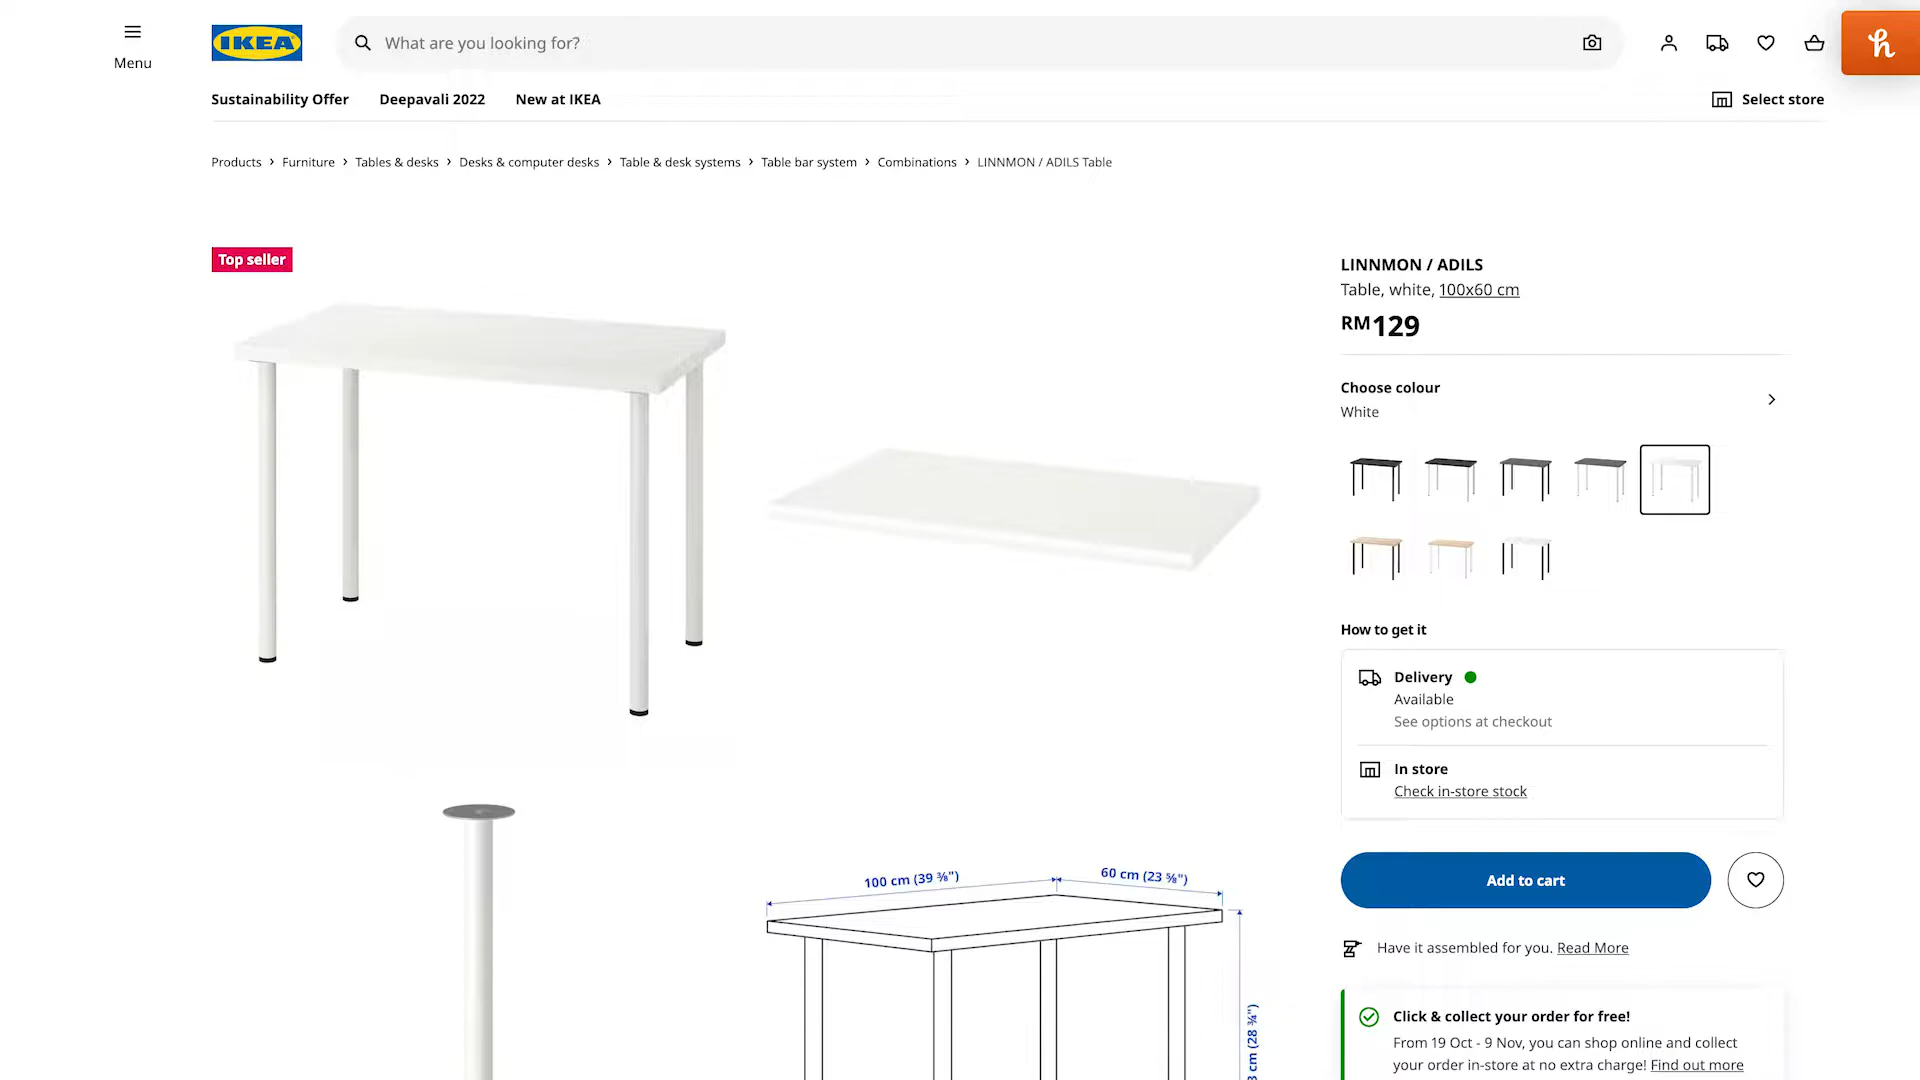 Menu
IKEA
What are you looking for?
h
Sustainability Offer
Deepavali 2022
New at IKEA
Select store
Products › Furniture › Tables & desks › Desks & computer desks › Table & desk systems › Table bar system › Combinations › LINNMON / ADILS Table
Top seller
LINNMON / ADILS
Table, white, 100x60 cm
RM129
Choose colour
White
How to get it
Delivery
Available
See options at checkout
In store
Check in-store stock
Add to cart
Have it assembled for you. Read More
Click & collect your order for free!
From 19 Oct - 9 Nov, you can shop online and collect
your order in-store at no extra charge! Find out more
100 cm (39 ⅜")
60 cm (23 ⅝")
cm (28 ¾")